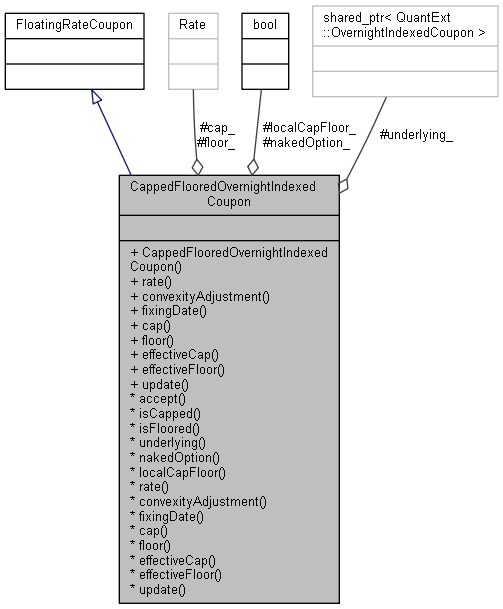 FloatingRateCoupon
Rate
bool
shared_ptr< QuantExt
::OvernightIndexedCoupon >
#cap_
#floor_
#localCapFloor_
#nakedOption_
#underlying_
CappedFlooredOvernightIndexed
Coupon
+ CappedFlooredOvernightIndexed
Coupon()
+ rate()
+ convexityAdjustment()
+ fixingDate()
+ cap()
+ floor()
+ effectiveCap()
+ effectiveFloor()
+ update()
* accept()
* isCapped()
* isFloored()
* underlying()
* nakedOption()
* localCapFloor()
* rate()
* convexityAdjustment()
* fixingDate()
* cap()
* floor()
* effectiveCap()
* effectiveFloor()
* update()